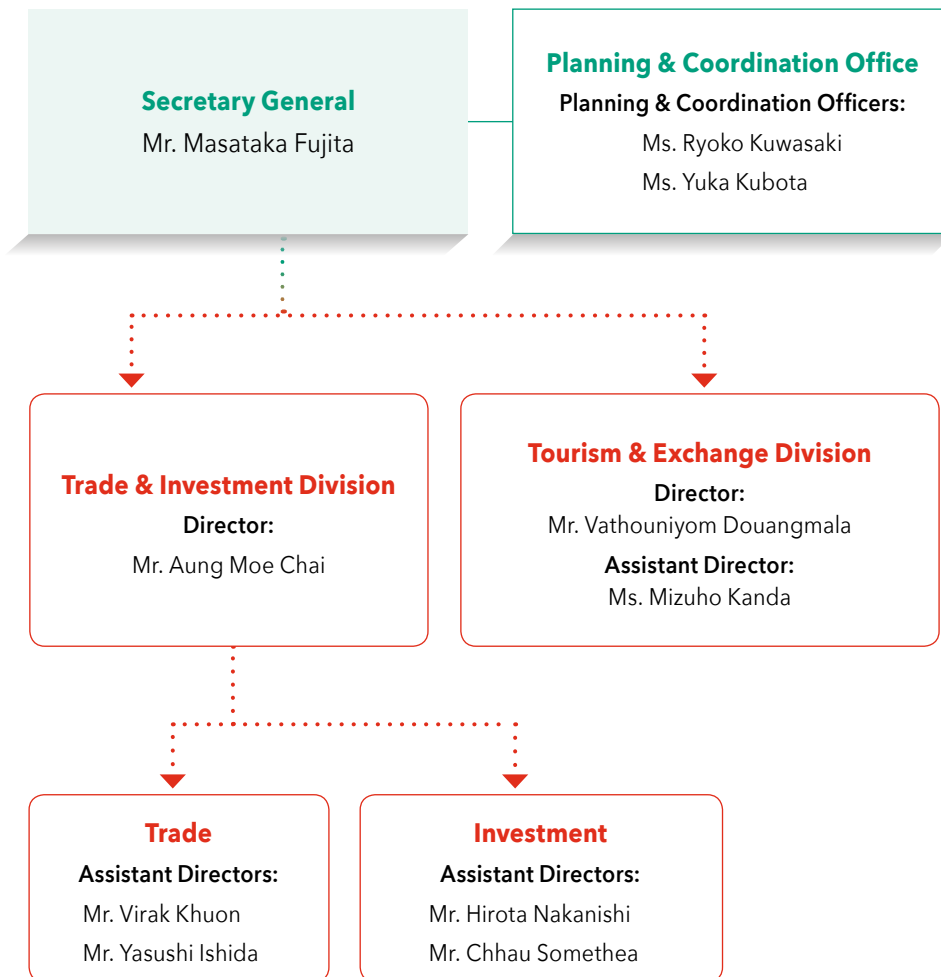 Secretary General
Mr. Masataka Fujita
Planning & Coordination Office
Planning & Coordination Officers:
Ms. Ryoko Kuwasaki
Ms. Yuka Kubota
Trade & Investment Division
Director:
Mr. Aung Moe Chai
Tourism & Exchange Division
Director:
Mr. Vathouniyom Douangmala
Assistant Director:
Ms. Mizuho Kanda
Trade
Assistant Directors:
Mr. Virak Khuon
Mr. Yasushi Ishida
Investment
Assistant Directors:
Mr. Hirota Nakanishi
Mr. Chhau Somethea